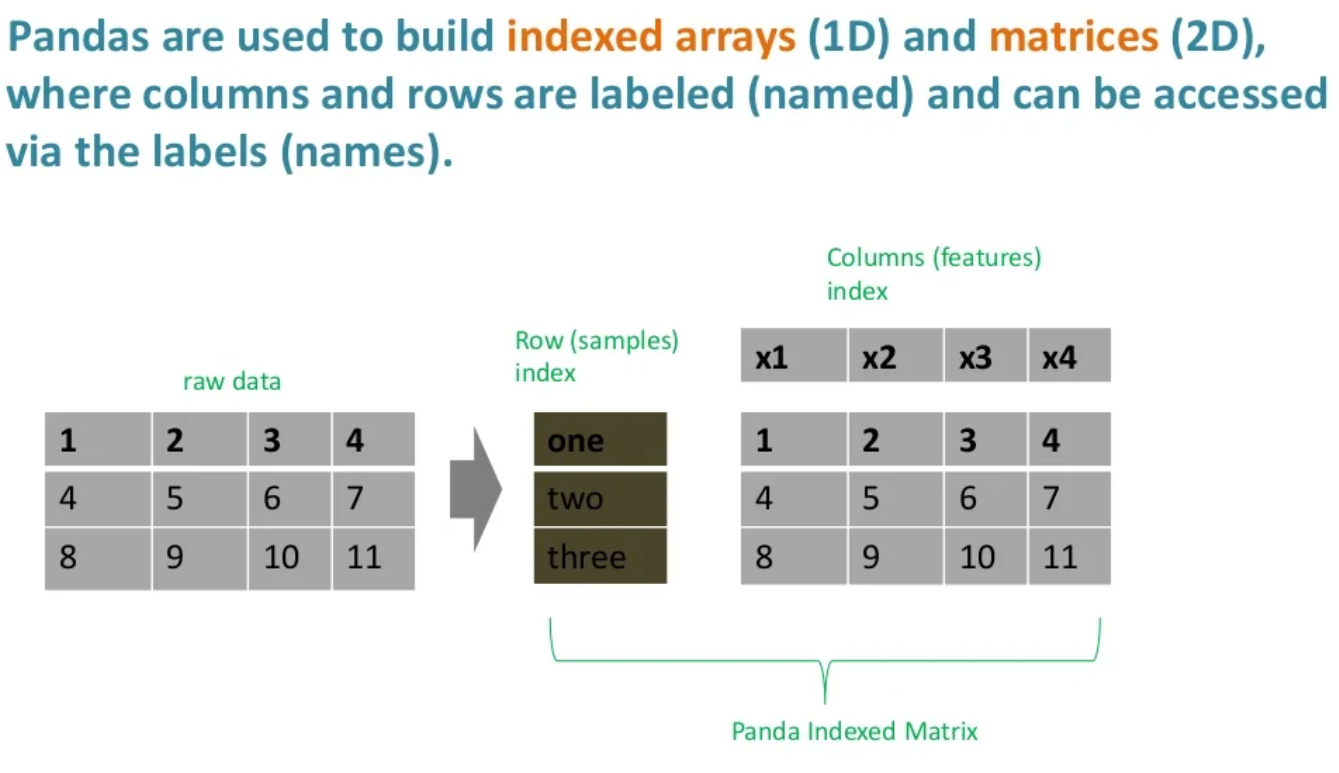 Pandas are used to build indexed arrays (1D) and matrices (2D),
where columns and rows are labeled (named) and can be accessed
via the labels (names).
Columns (features)
index
Row (samples)
index
raw data
x1 x2 x3 x4
1 2 3 4
4 5 6 7
8 9 10 11
one
two
three
1 2 3 4
4 5 6 7
8 9 10 11
Panda Indexed Matrix